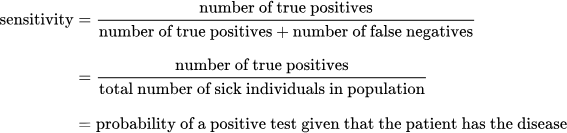 sensitivity = number of true positives / number of true positives + number of false negatives
= number of true positives / total number of sick individuals in population
= probability of a positive test given that the patient has the disease